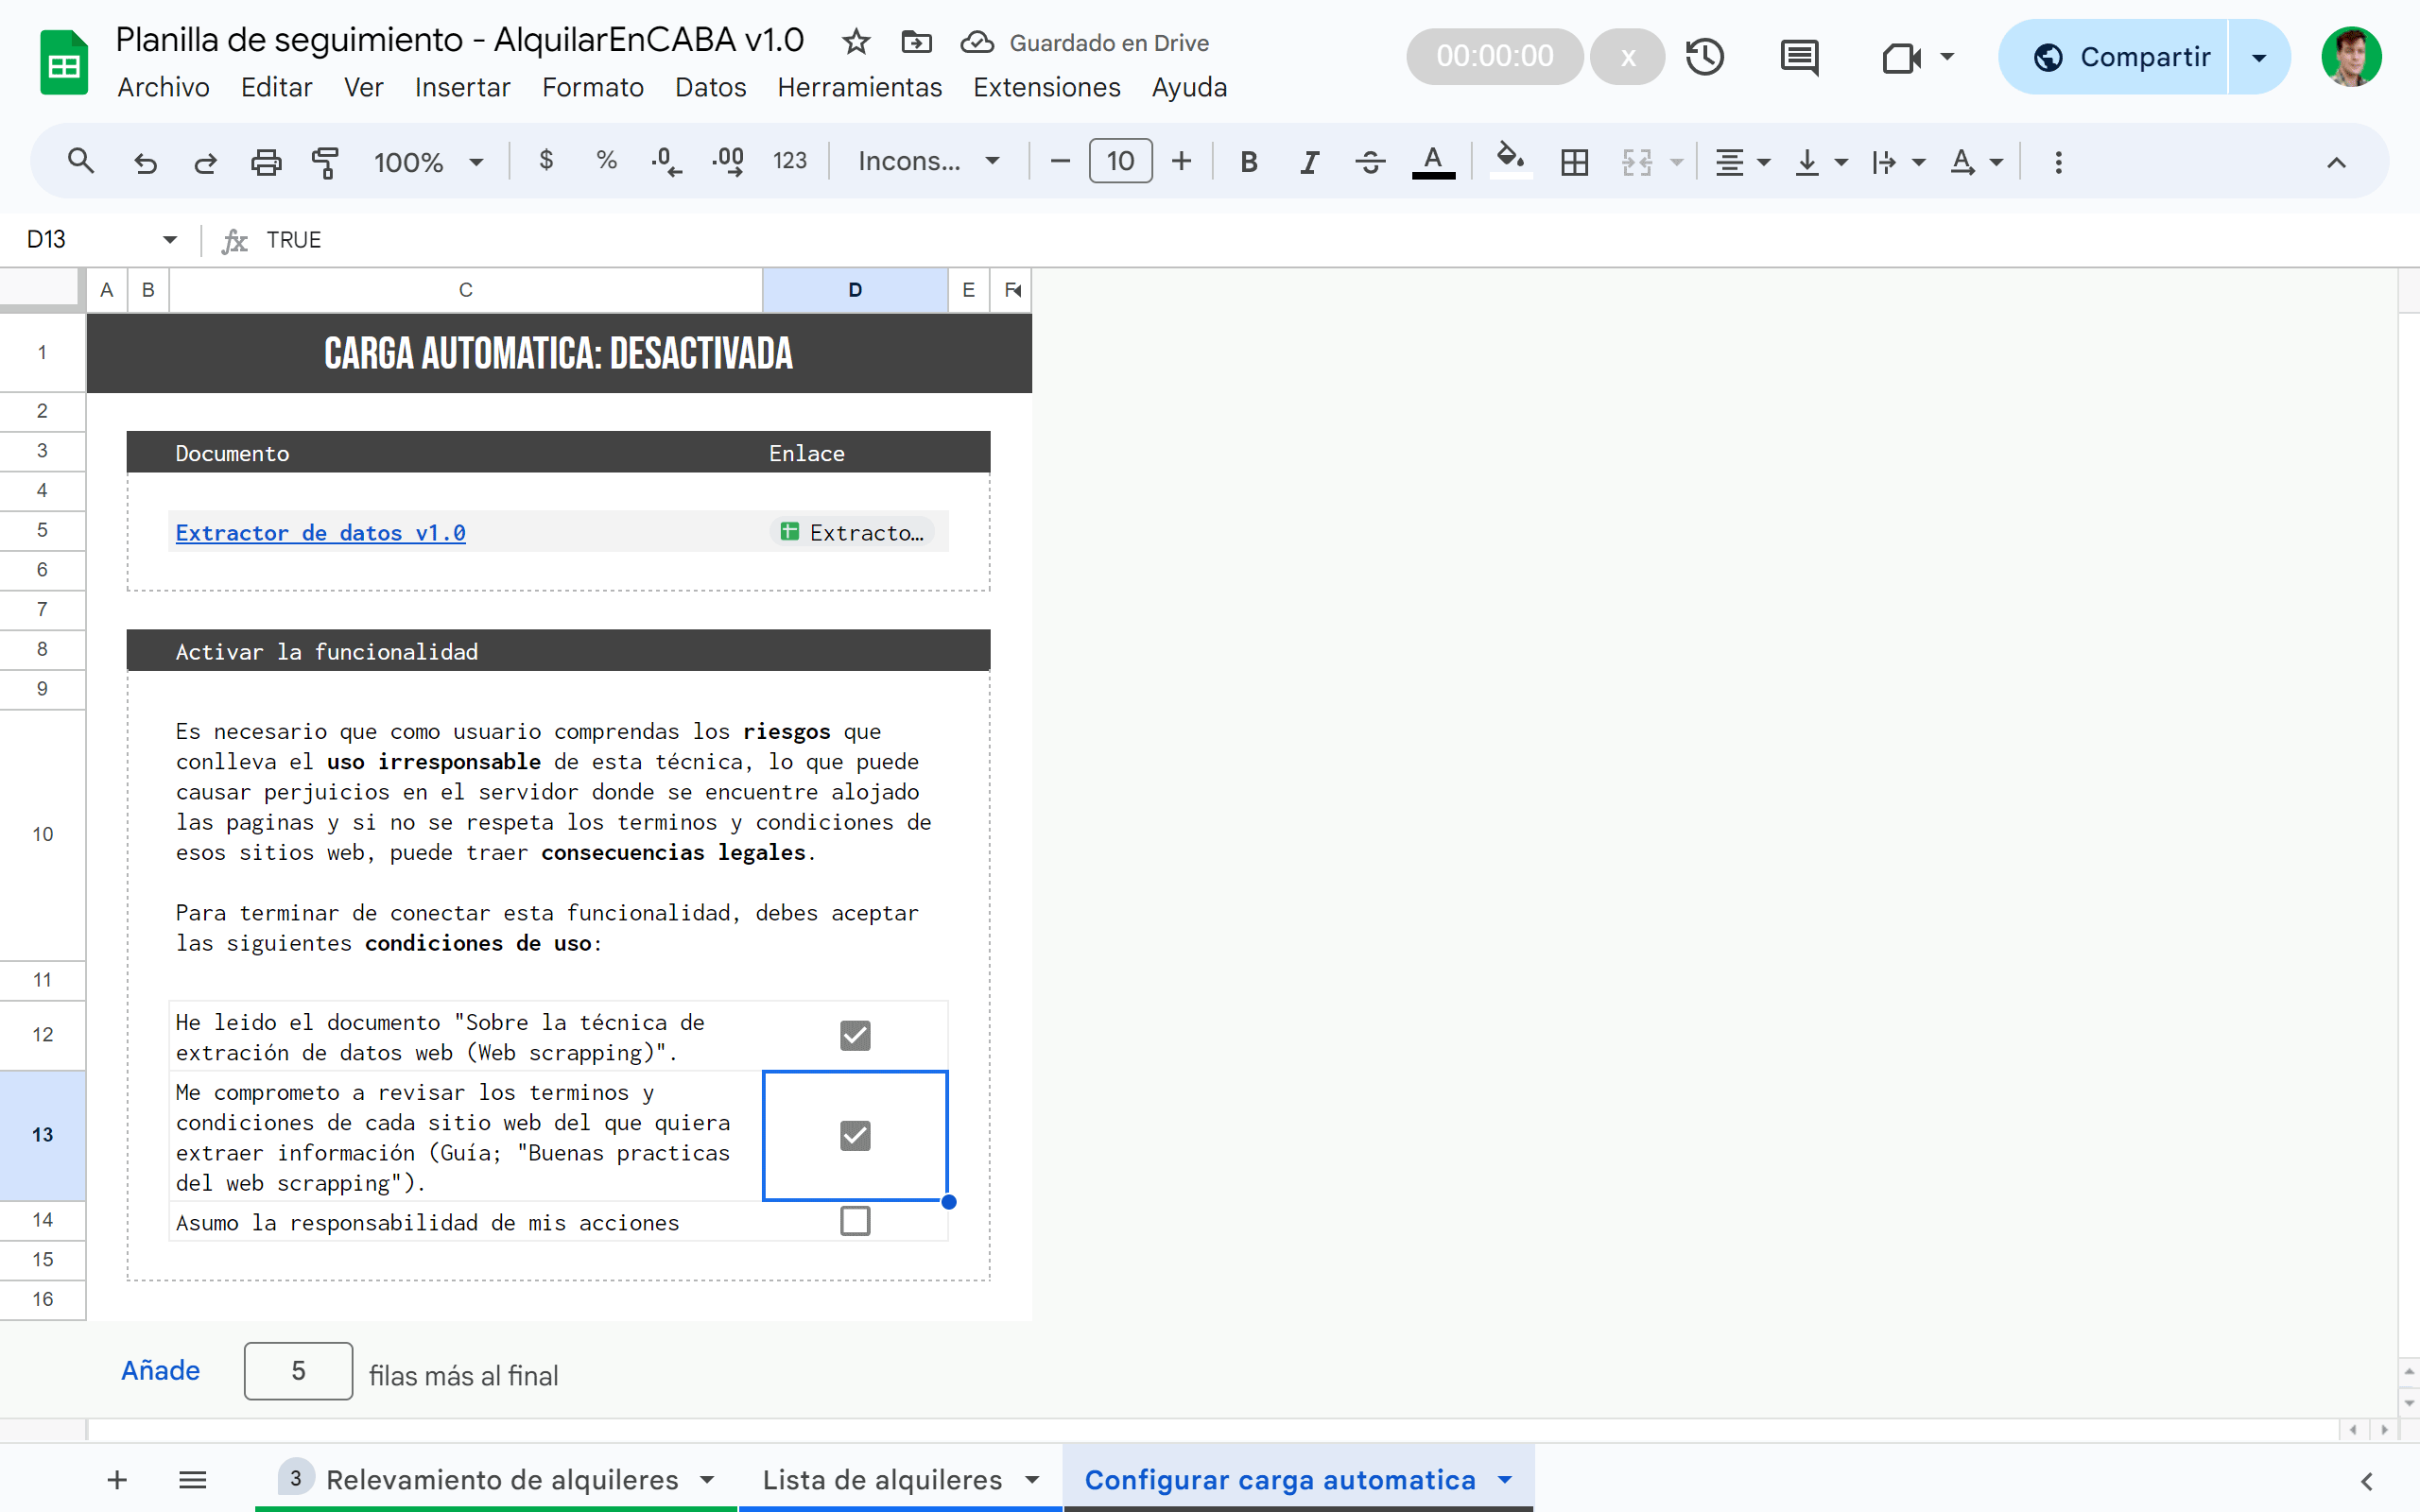 Planilla de seguimiento - AlquilarEnCABA v1.0
Guardado en Drive
00:00:00
x
Compartir
Archivo Editar Ver Insertar Formato Datos Herramientas Extensiones Ayuda
100% $ % .0 .00 123 Incons... 10 B I A A
D13 fx TRUE
A B C D E F
1 CARGA AUTOMATICA: DESACTIVADA
2
3 Documento Enlace
4
5 Extractor de datos v1.0 Extracto...
6
7
8 Activar la funcionalidad
9
Es necesario que como usuario comprendas los riesgos que
conlleva el uso irresponsable de esta técnica, lo que puede
causar perjuicios en el servidor donde se encuentre alojado
10 las paginas y si no se respeta los terminos y condiciones de
esos sitios web, puede traer consecuencias legales.
Para terminar de conectar esta funcionalidad, debes aceptar
las siguientes condiciones de uso:
11
12 He leido el documento "Sobre la técnica de
extración de datos web (Web scrapping)".
Me comprometo a revisar los terminos y
13 condiciones de cada sitio web del que quiera
extraer información (Guía; "Buenas practicas
del web scrapping").
14 Asumo la responsabilidad de mis acciones
15
16
Añade 5 filas más al final
3 Relevamiento de alquileres Lista de alquileres Configurar carga automatica